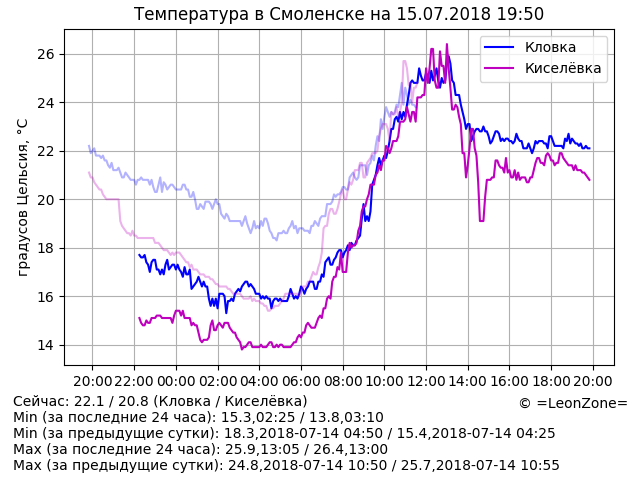 Температура в Смоленске на 15.07.2018 19:50
градусов Цельсия, °C
26
24
22
20
18
16
14
Кловка
Киселёвка
20:00 22:00 00:00 02:00 04:00 06:00 08:00 10:00 12:00 14:00 16:00 18:00 20:00
Сейчас: 22.1 / 20.8 (Кловка / Киселёвка)
© =LeonZone=
Min (за последние 24 часа): 15.3,02:25 / 13.8,03:10
Min (за предыдущие сутки): 18.3,2018-07-14 04:50 / 15.4,2018-07-14 04:25
Max (за последние 24 часа): 25.9,13:05 / 26.4,13:00
Max (за предыдущие сутки): 24.8,2018-07-14 10:50 / 25.7,2018-07-14 10:55